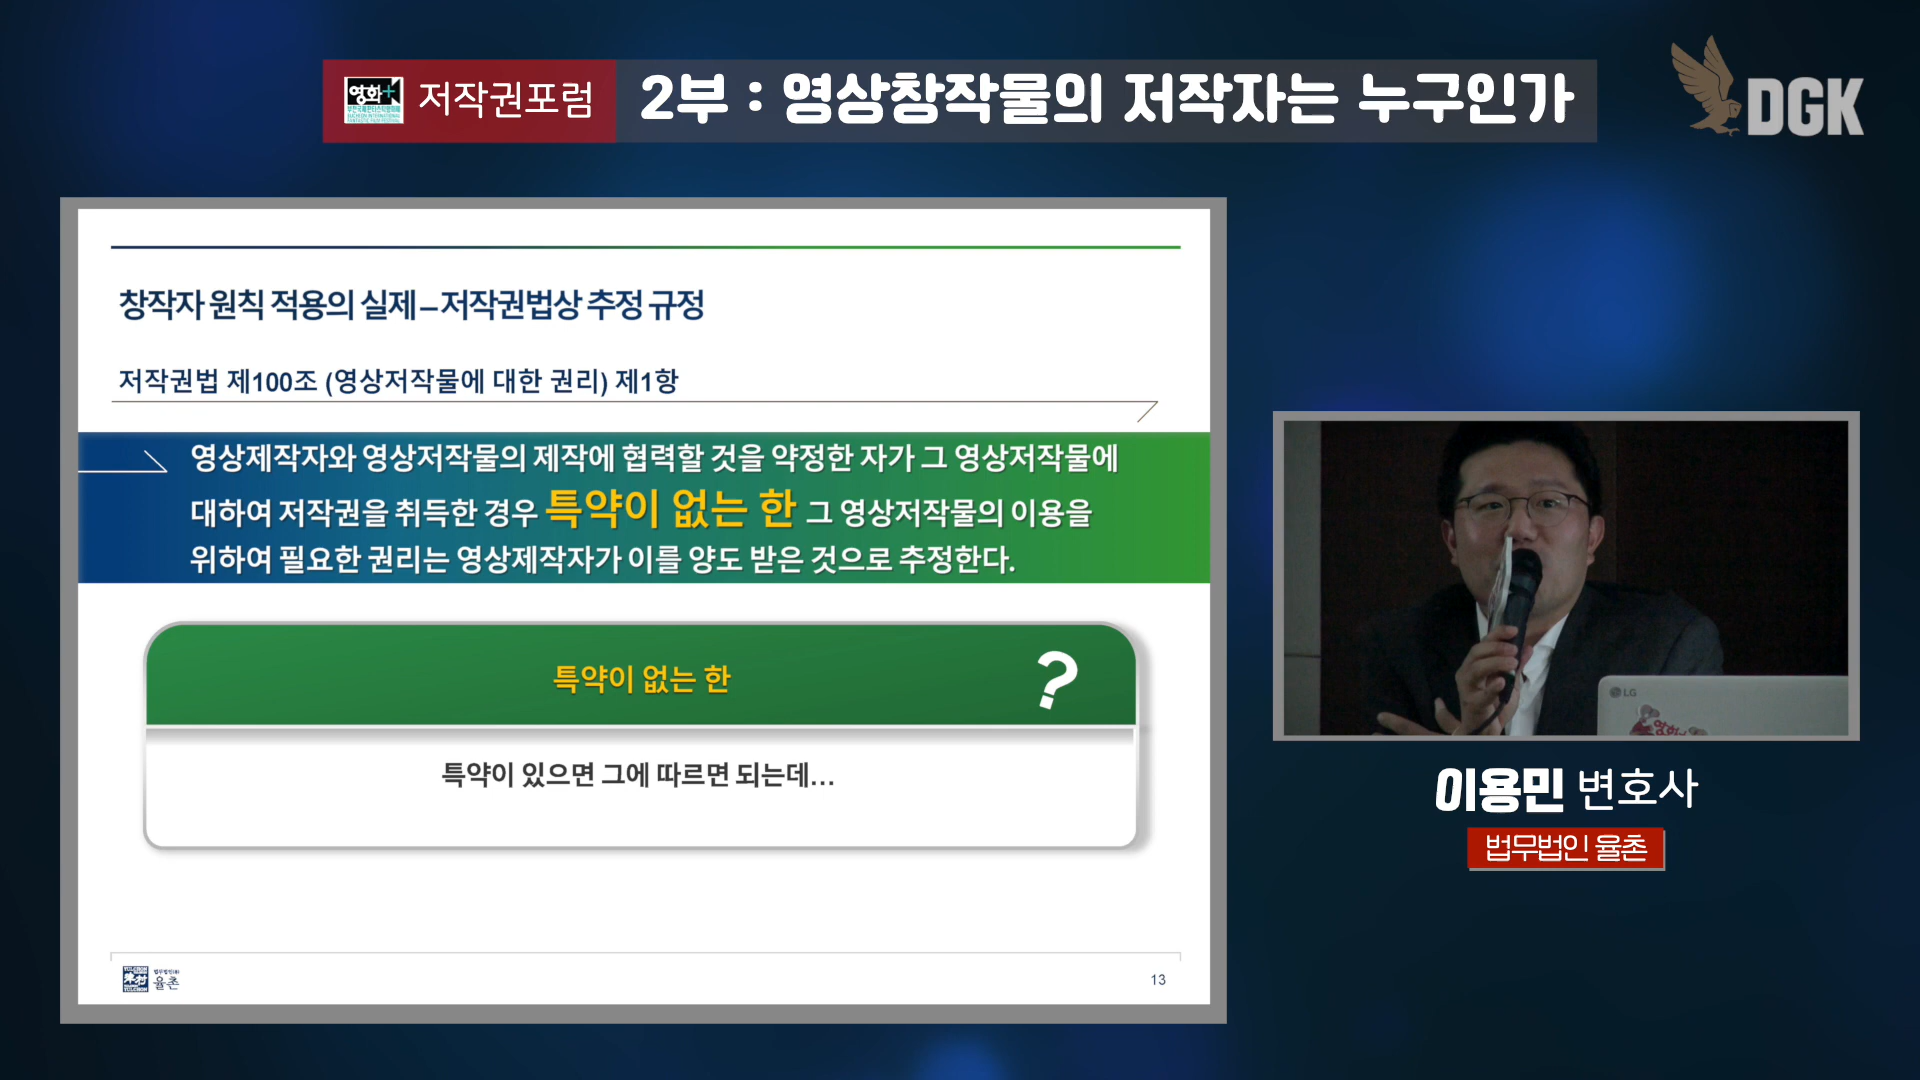 영화+
저작권포럼
2부 : 영상창작물의 저작자는 누구인가
DGK
창작자 원칙 적용의 실제 – 저작권법상 추정 규정
저작권법 제100조 (영상저작물에 대한 권리) 제1항
영상제작자와 영상저작물의 제작에 협력할 것을 약정한 자가 그 영상저작물에
대하여 저작권을 취득한 경우 특약이 없는 한 그 영상저작물의 이용을
위하여 필요한 권리는 영상제작자가 이를 양도 받은 것으로 추정한다.
특약이 없는 한
?
특약이 있으면 그에 따르면 되는데...
율촌
13
LG
이용민 변호사
법무법인 율촌